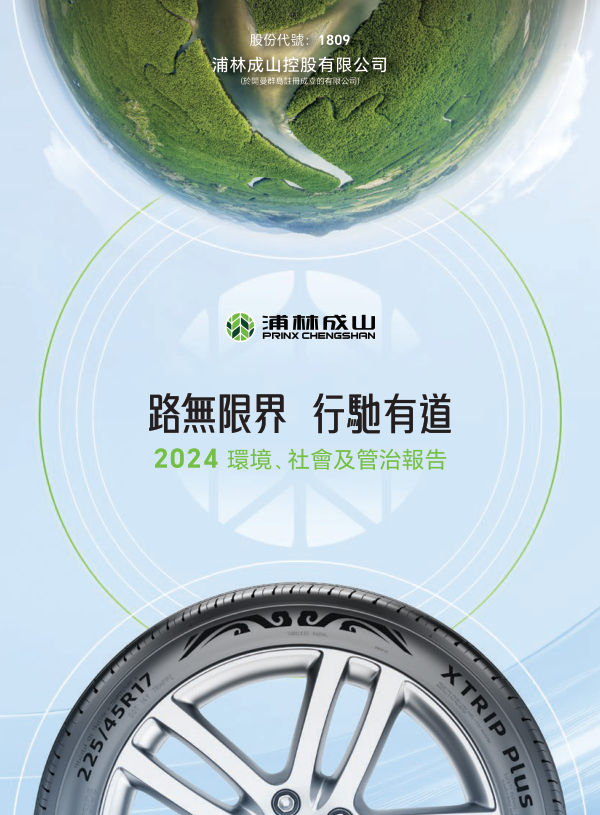 股份代號：1809
浦林成山控股有限公司
(於開曼群島註冊成立的有限公司)
浦林成山
PRINX CHENGSHAN
路無限界 行馳有道
2024 環境、社會及管治報告
225/45R17
XTRIP Plus